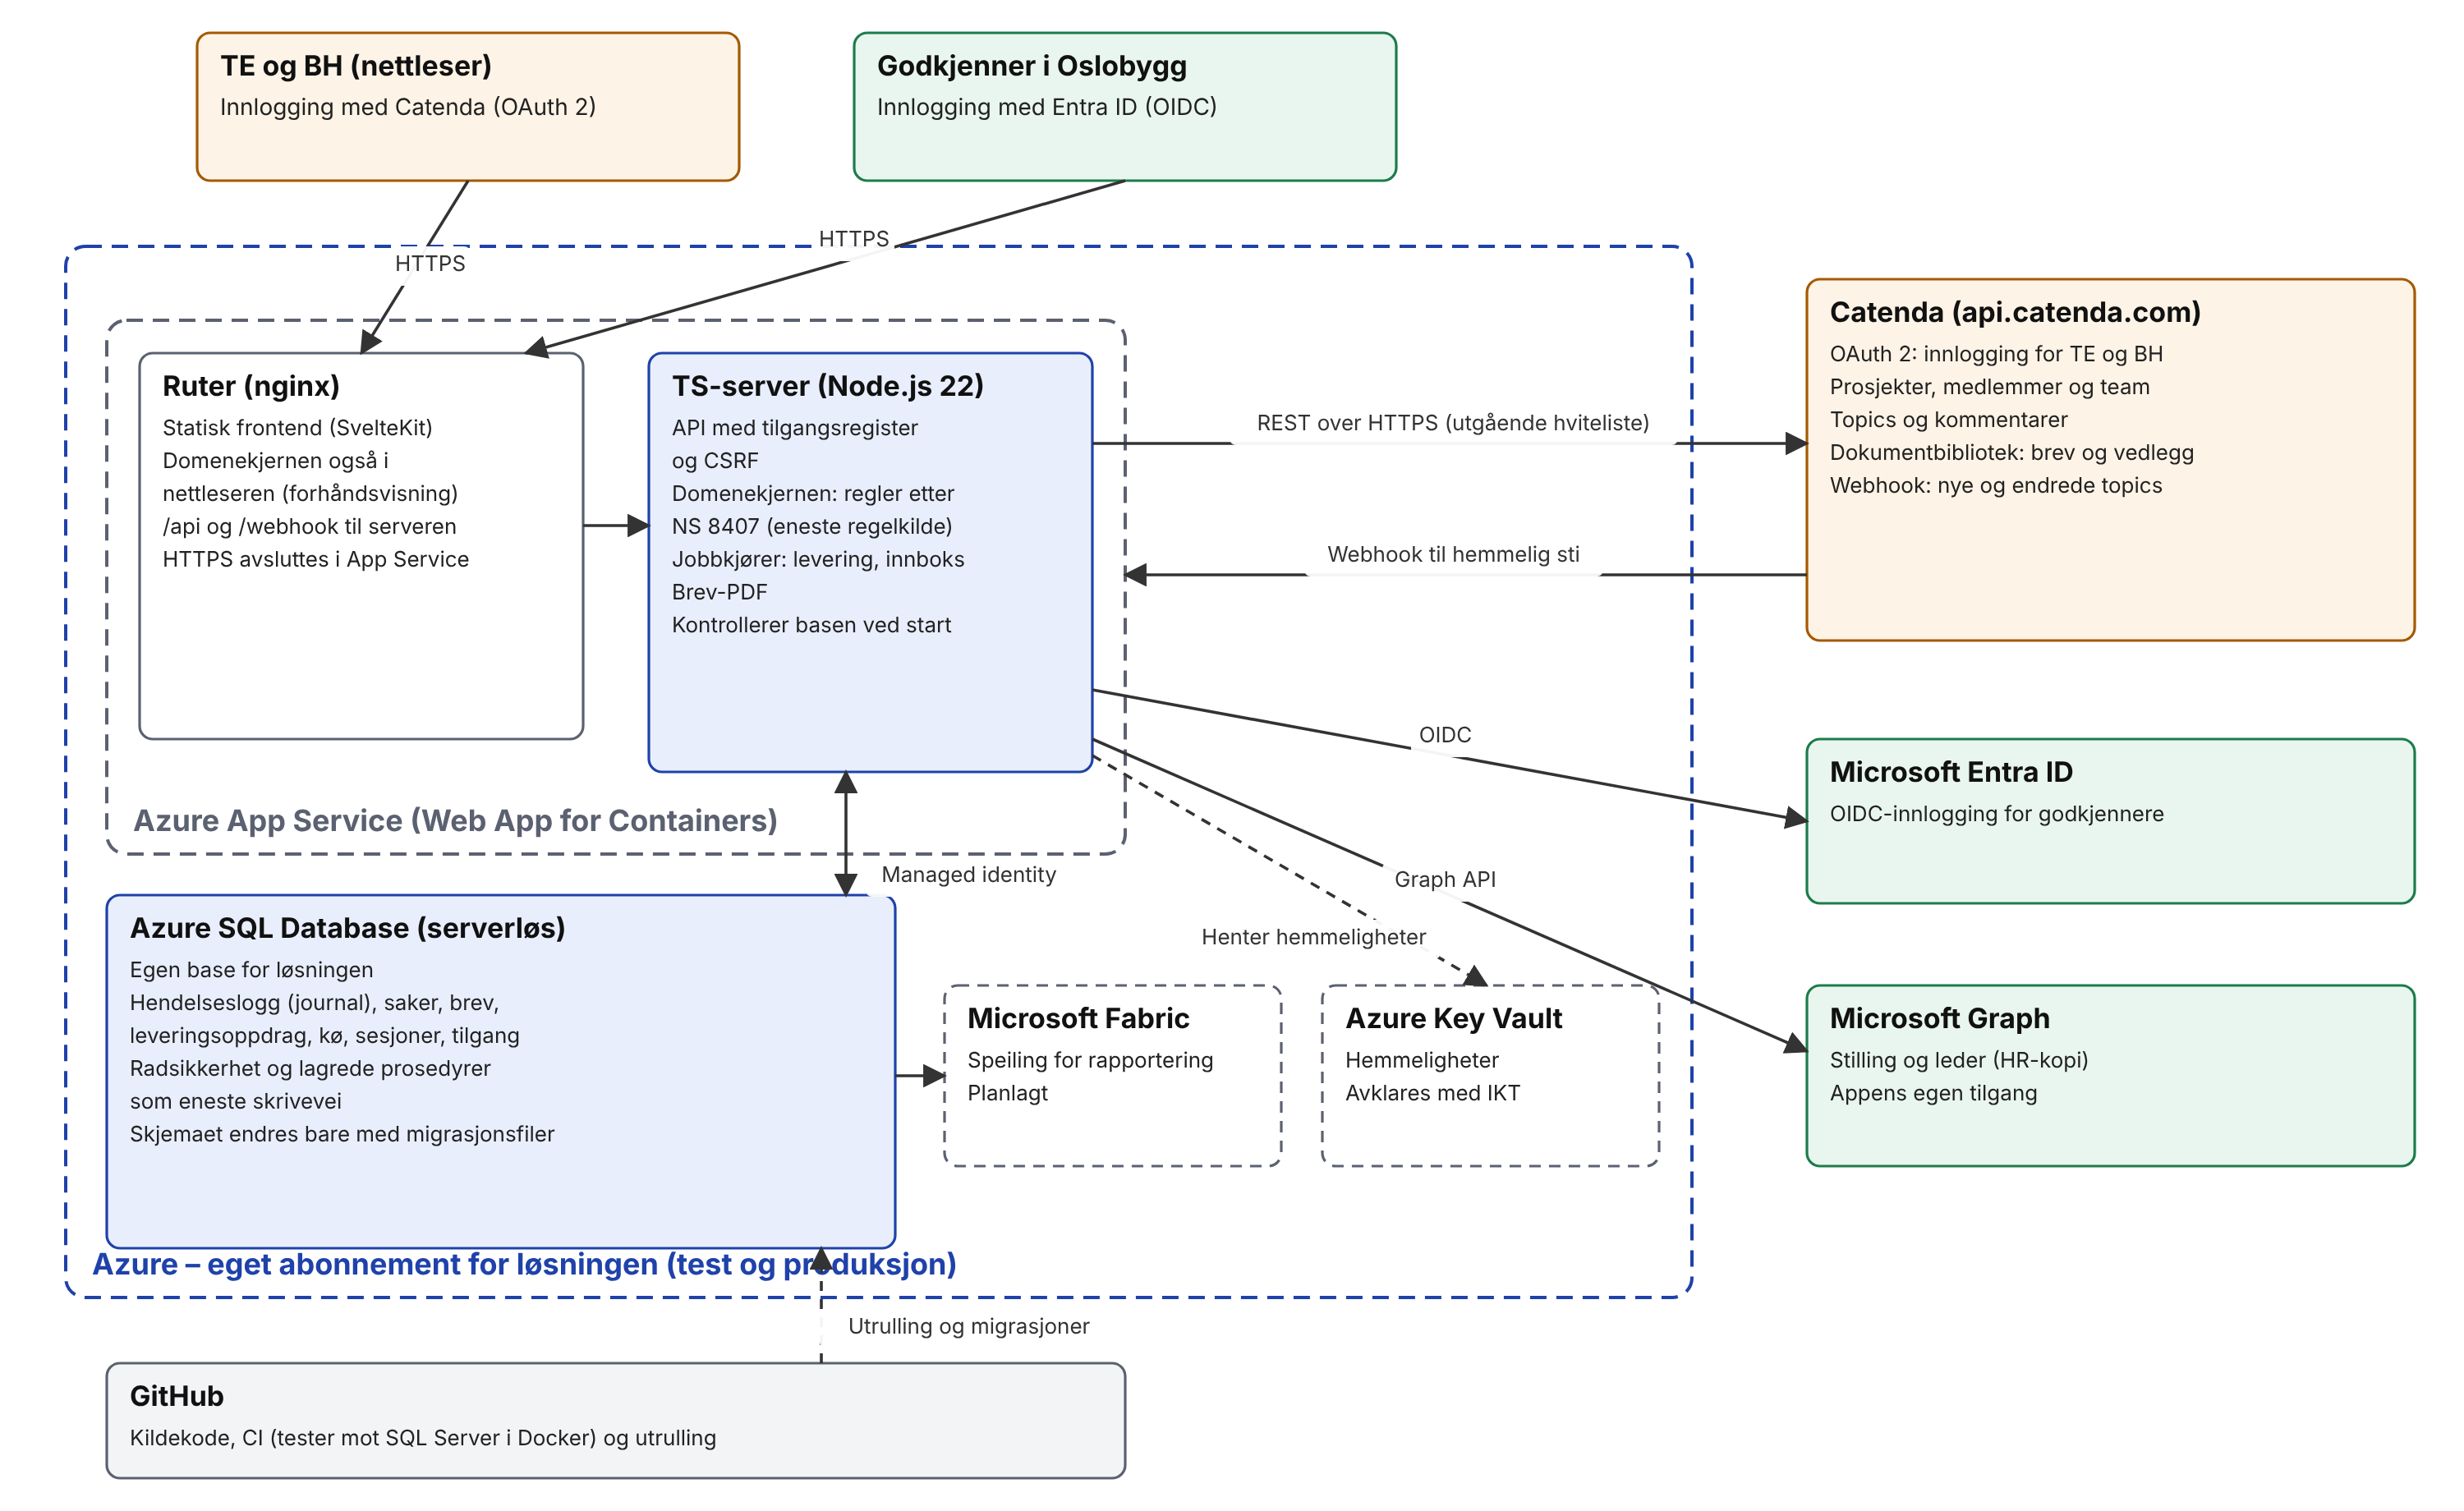 TE og BH (nettleser)
Innlogging med Catenda (OAuth 2)
Godkjenner i Oslobygg
Innlogging med Entra ID (OIDC)
HTTPS
HTTPS
Ruter (nginx)
Statisk frontend (SvelteKit)
Domenekjernen også i
nettleseren (forhåndsvisning)
/api og /webhook til serveren
HTTPS avsluttes i App Service
TS-server (Node.js 22)
API med tilgangsregister
og CSRF
Domenekjernen: regler etter
NS 8407 (eneste regelkilde)
Jobbkjører: levering, innboks
Brev-PDF
Kontrollerer basen ved start
Azure App Service (Web App for Containers)
REST over HTTPS (utgående hviteliste)
Webhook til hemmelig sti
Catenda (api.catenda.com)
OAuth 2: innlogging for TE og BH
Prosjekter, medlemmer og team
Topics og kommentarer
Dokumentbibliotek: brev og vedlegg
Webhook: nye og endrede topics
OIDC
Microsoft Entra ID
OIDC-innlogging for godkjennere
Managed identity
Graph API
Henter hemmeligheter
Azure SQL Database (serverløs)
Egen base for løsningen
Hendelseslogg (journal), saker, brev,
leveringsoppdrag, kø, sesjoner, tilgang
Radsikkerhet og lagrede prosedyrer
som eneste skrivevei
Skjemaet endres bare med migrasjonsfiler
Microsoft Fabric
Speiling for rapportering
Planlagt
Azure Key Vault
Hemmeligheter
Avklares med IKT
Microsoft Graph
Stilling og leder (HR-kopi)
Appens egen tilgang
Azure – eget abonnement for løsningen (test og produksjon)
Utrulling og migrasjoner
GitHub
Kildekode, CI (tester mot SQL Server i Docker) og utrulling